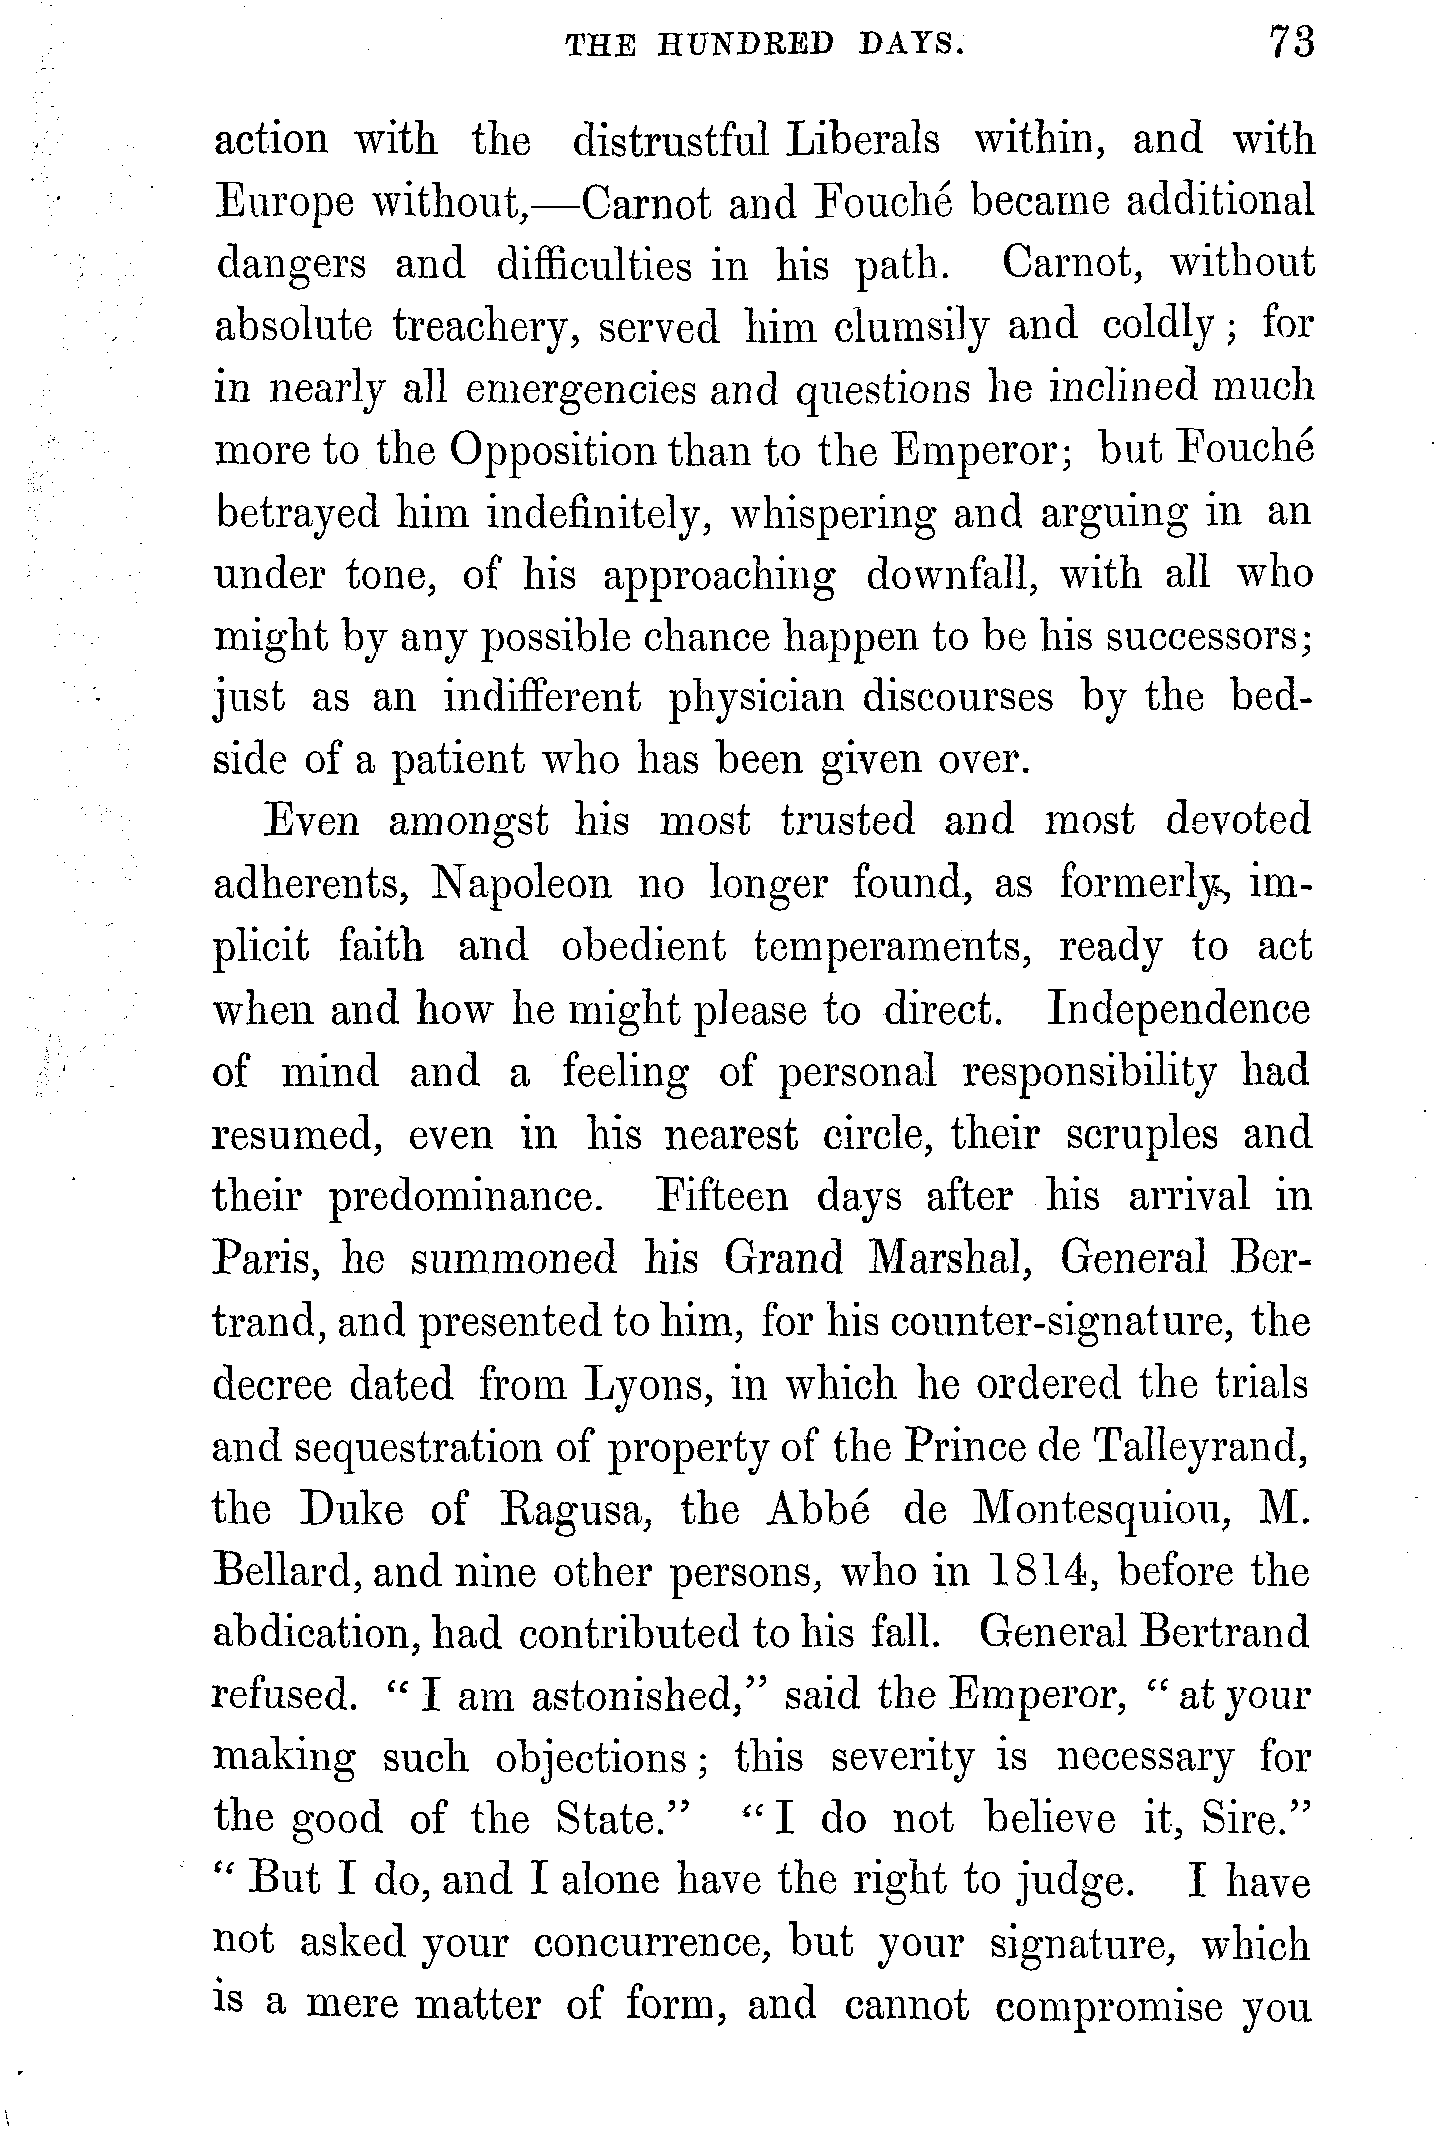 THE HUNDRED DAYS. 73
action with the distrustful Liberals within, and with
Europe without,—Carnot and Fouché became additional
dangers and difficulties in his path. Carnot, without
absolute treachery, served him clumsily and coldly; for
in nearly all emergencies and questions he inclined much
more to the Opposition than to the Emperor; but Fouché
betrayed him indefinitely, whispering and arguing in an
under tone, of his approaching downfall, with all who
might by any possible chance happen to be his successors;
just as an indifferent physician discourses by the bed-
side of a patient who has been given over.
Even amongst his most trusted and most devoted
adherents, Napoleon no longer found, as formerly, im-
plicit faith and obedient temperaments, ready to act
when and how he might please to direct. Independence
of mind and a feeling of personal responsibility had
resumed, even in his nearest circle, their scruples and
their predominance. Fifteen days after his arrival in
Paris, he summoned his Grand Marshal, General Ber-
trand, and presented to him, for his counter-signature, the
decree dated from Lyons, in which he ordered the trials
and sequestration of property of the Prince de Talleyrand,
the Duke of Ragusa, the Abbé de Montesquiou, M.
Bellard, and nine other persons, who in 1814, before the
abdication, had contributed to his fall. General Bertrand
refused. "I am astonished," said the Emperor, "at your
making such objections; this severity is necessary for
the good of the State." "I do not believe it, Sire."
"But I do, and I alone have the right to judge. I have
not asked your concurrence, but your signature, which
is a mere matter of form, and cannot compromise you